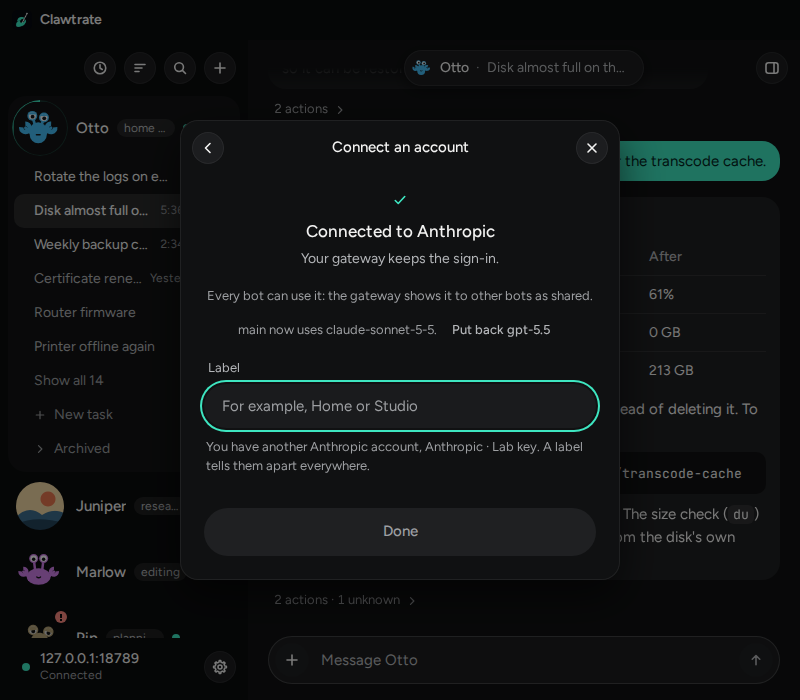 Clawtrate
Otto · Disk almost full on th...
Otto home ...
2 actions
Rotate the logs on e...
Disk almost full o... 5:36
Weekly backup c... 2:34
Certificate rene... Yeste
Router firmware
Printer offline again
Show all 14
New task
Archived
Juniper resea...
Marlow editing
Pip planni...
127.0.0.1:18789
Connected
Connect an account
Connected to Anthropic
Your gateway keeps the sign-in.
Every bot can use it: the gateway shows it to other bots as shared.
main now uses claude-sonnet-5-5. Put back gpt-5.5
Label
For example, Home or Studio
You have another Anthropic account, Anthropic · Lab key. A label
tells them apart everywhere.
Done
the transcode cache.
After
61%
0 GB
213 GB
ead of deleting it. To
/transcode-cache
The size check ( du )
om the disk's own
2 actions · 1 unknown
Message Otto